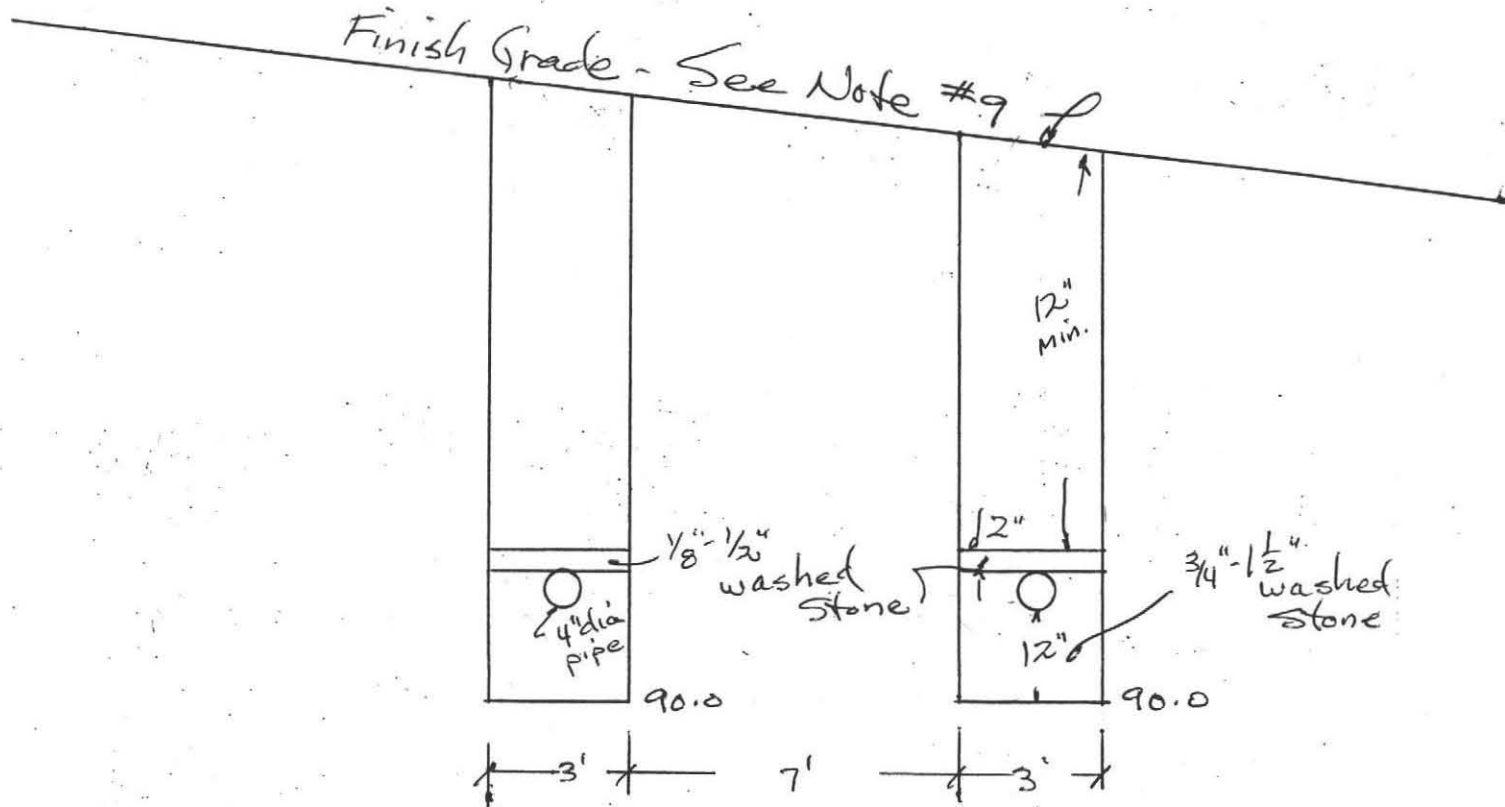 Finish Grade - See Note #9
12"
Min.
2"
1/8"-1/2"
washed
Stone
3/4"-1 1/2"
washed
Stone
4"dia
pipe
12"
90.0
90.0
3'
7'
3'